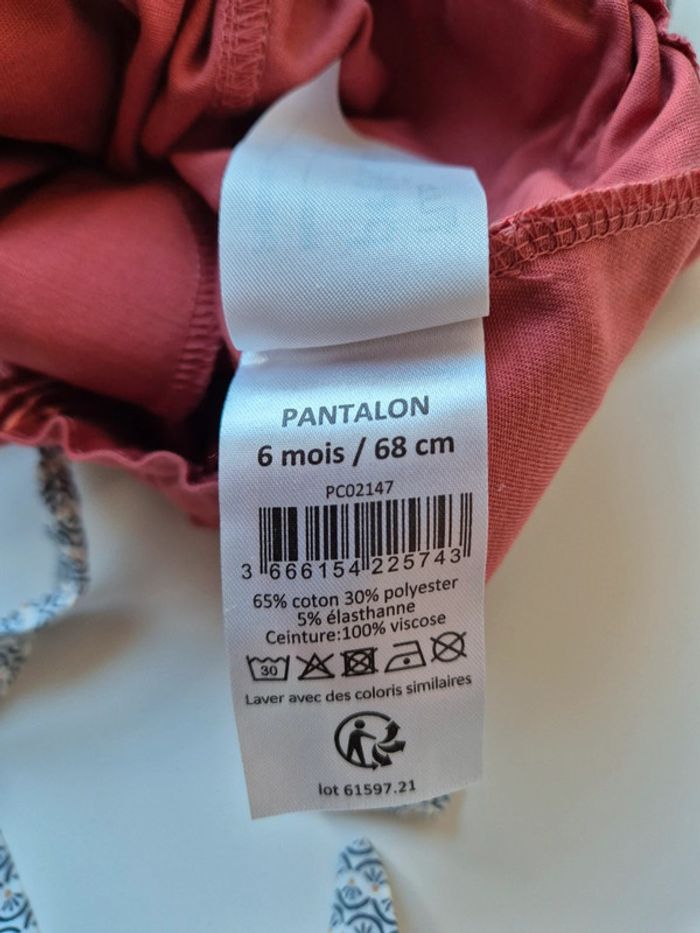 PANTALON
6 mois / 68 cm
PC02147
3 666154 225743
65% coton 30% polyester
5% élasthanne
Ceinture:100% viscose
30
Laver avec des coloris similaires
lot 61597.21